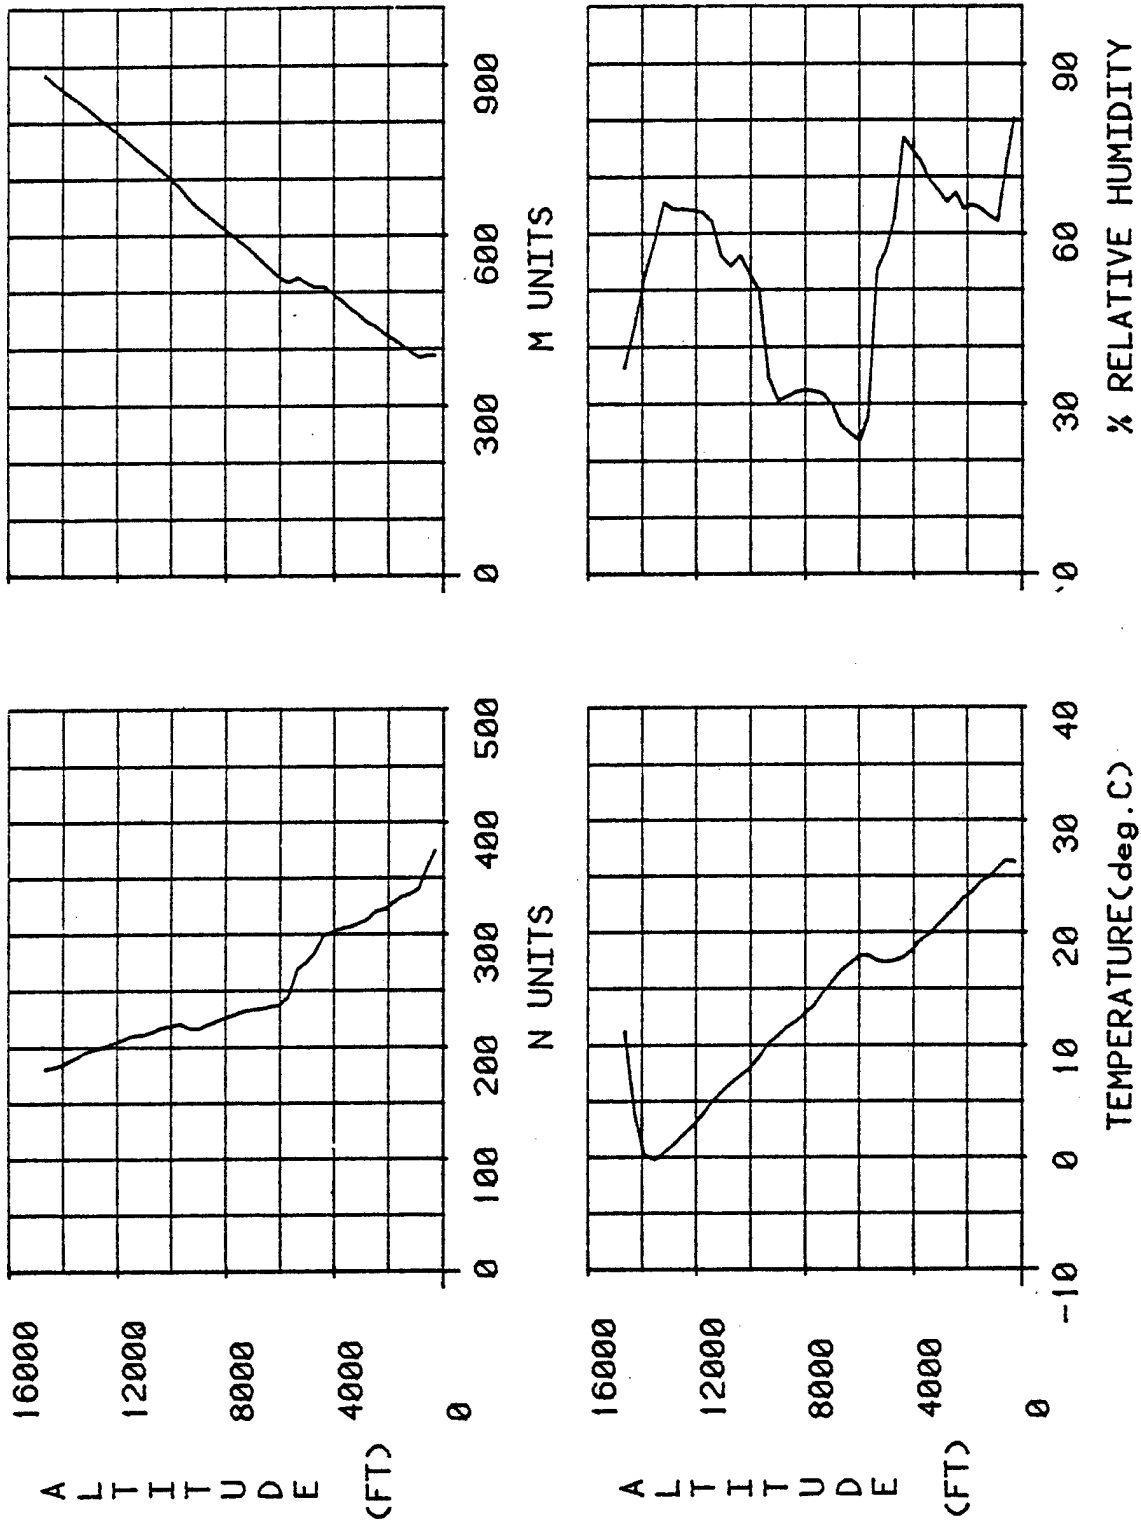 ALTITUDE
(FT)
16000
12000
8000
4000
0
0 100 200 300 400 500
N UNITS
0 300 600 900
M UNITS
ALTITUDE
(FT)
16000
12000
8000
4000
0
-10 0 10 20 30 40
TEMPERATURE(deg.C)
0 30 60 90
% RELATIVE HUMIDITY